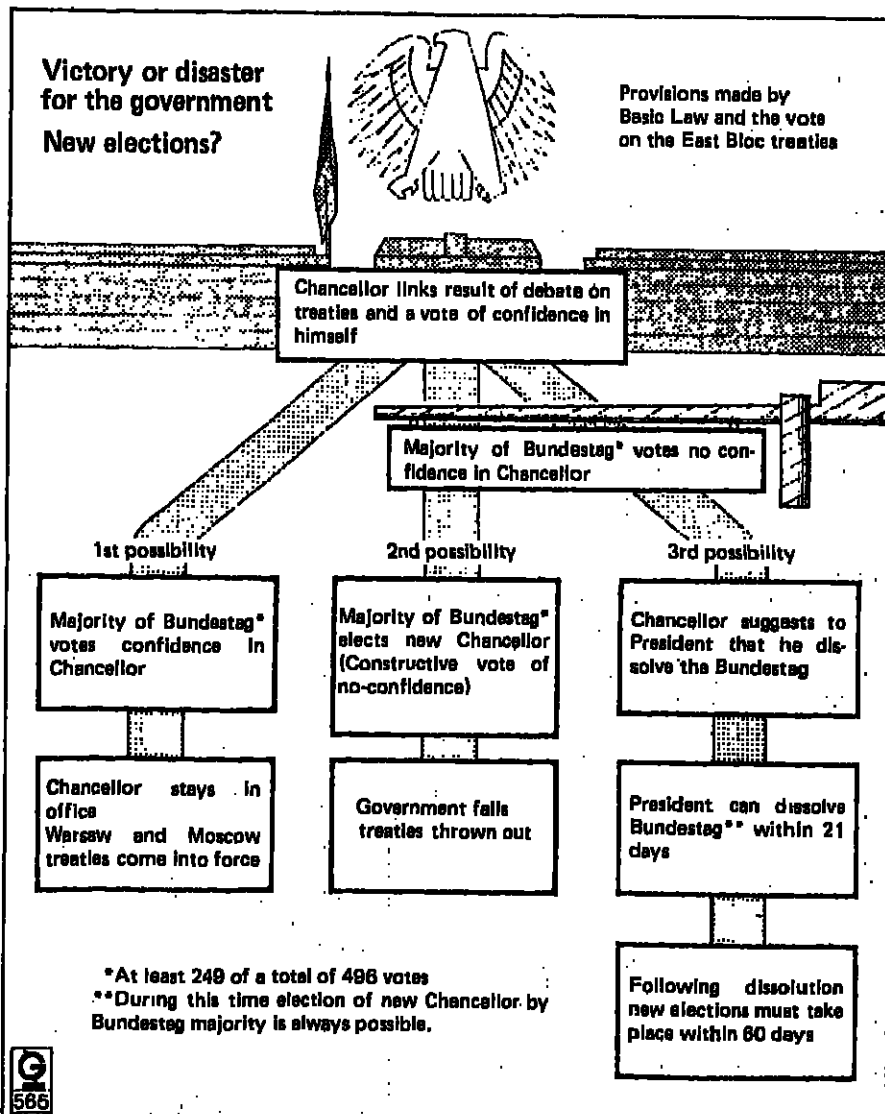 Victory or disaster
for the government
New elections?
Provisions made by
Basic Law and the vote
on the East Bloc treaties
Chancellor links result of debate on
treaties and a vote of confidence in
himself
Majority of Bundestag* votes no con-
fidence in Chancellor
1st possibility
Majority of Bundestag*
votes confidence in
Chancellor
Chancellor stays in
office
Warsaw and Moscow
treaties come into force
2nd possibility
Majority of Bundestag*
elects new Chancellor
(Constructive vote of
no-confidence)
Government falls
treaties thrown out
3rd possibility
Chancellor suggests to
President that he dis-
solve the Bundestag
President can dissolve
Bundestag** within 21
days
Following dissolution
new elections must take
place within 60 days
*At least 249 of a total of 496 votes
**During this time election of new Chancellor by
Bundestag majority is always possible.
G
566